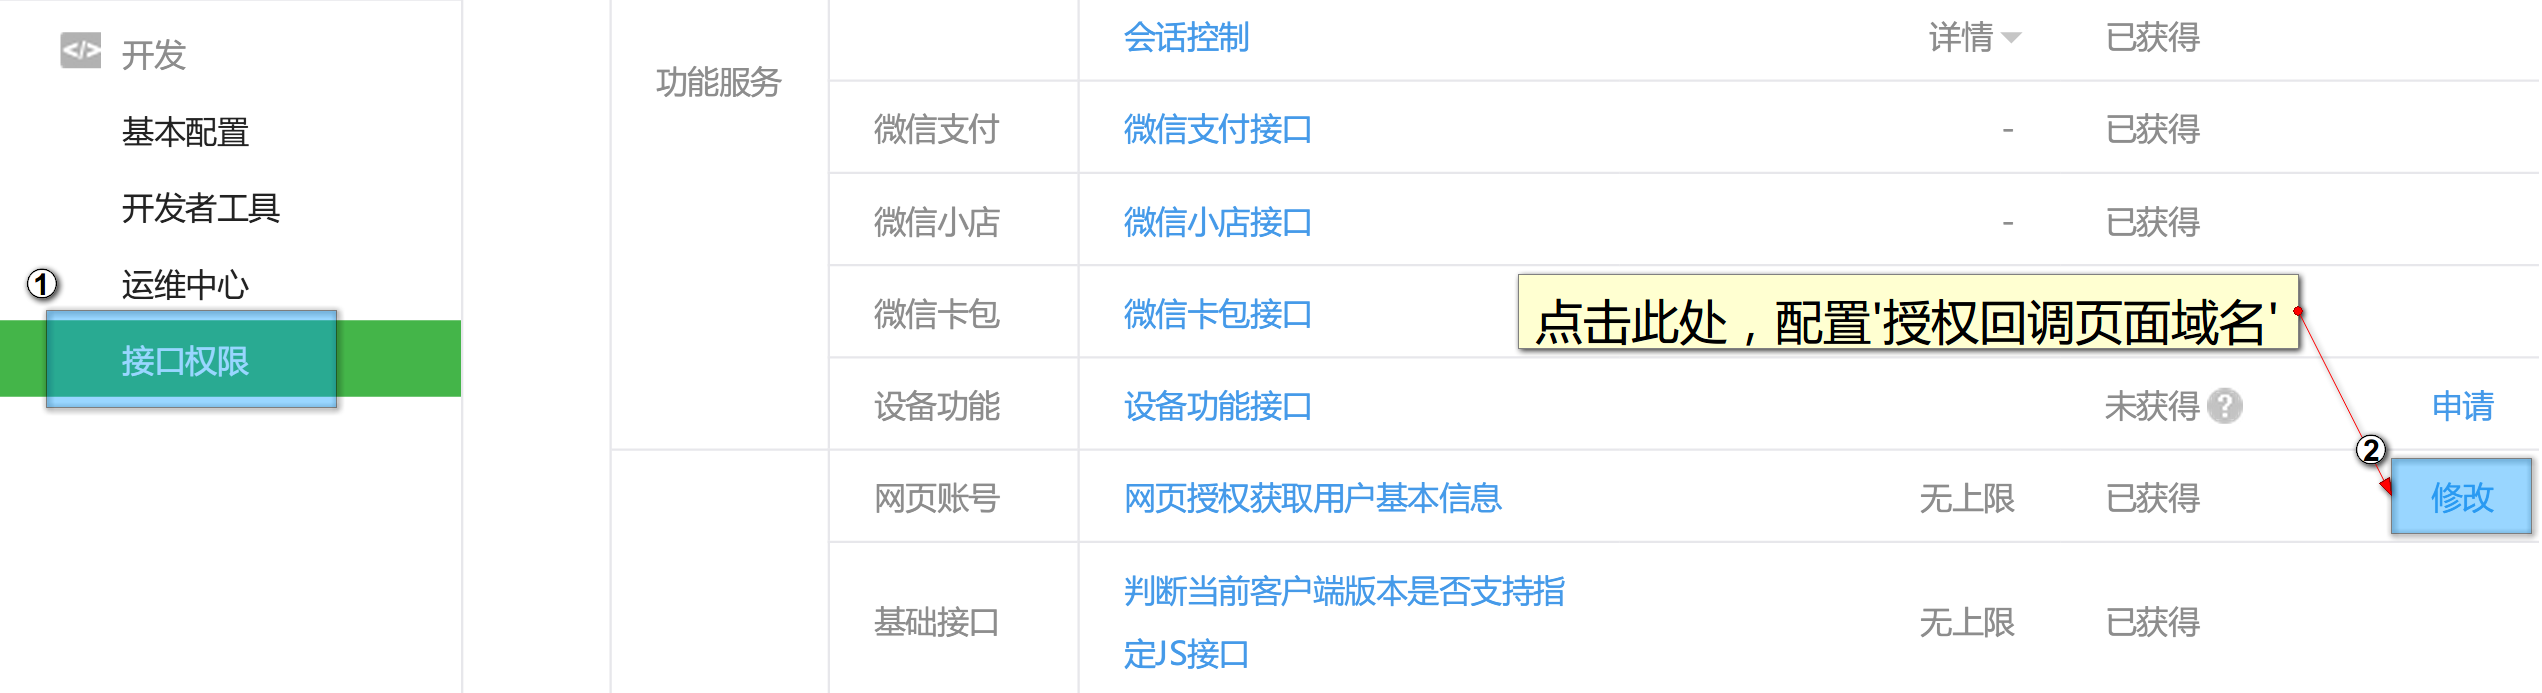 </> 开发
基本配置
开发者工具
运维中心
①
接口权限
功能服务
会话控制 详情 已获得
微信支付 微信支付接口 - 已获得
微信小店 微信小店接口 - 已获得
微信卡包 微信卡包接口
点击此处，配置'授权回调页面域名'
设备功能 设备功能接口 未获得 ? 申请
②
网页账号 网页授权获取用户基本信息 无上限 已获得 修改
基础接口 判断当前客户端版本是否支持指 无上限 已获得
定JS接口